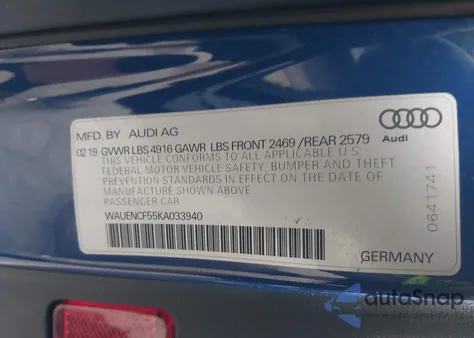 MFD. BY AUDI AG
02 19 GVWR LBS 4916 GAWR LBS FRONT 2469 /REAR 2579
THIS VEHICLE CONFORMS TO ALL APPLICABLE U S
FEDERAL MOTOR VEHICLE SAFETY, BUMPER AND THEFT
PREVENTION STANDARDS IN EFFECT ON THE DATE
OF MANUFACTURE SHOWN ABOVE
PASSENGER CAR
WAUENCF55KA033940
GERMANY
Audi
0641741
autosnap